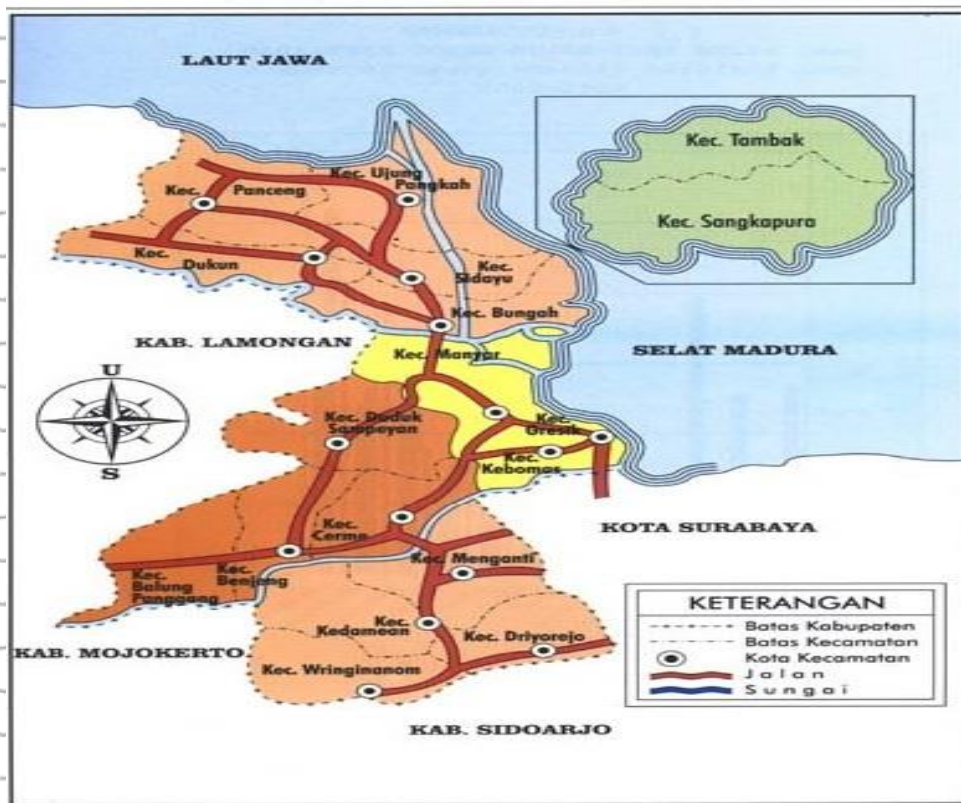 LAUT JAWA
Kec. Tambak
Kec. Sangkapura
Kec. Ujung
Pangkah
Kec. Panceng
Kec.
Dukun
Kec.
Sidayu
Kec. Bungah
KAB. LAMONGAN
Kec. Manyar
SELAT MADURA
U
S
Kec. Duduk
Sampeyan
Kec.
Gresik
Kec.
Kebomas
KOTA SURABAYA
Kec.
Cerme
Kec. Menganti
Kec.
Balung
Panggang
Kec.
Benjeng
Kec.
Kedamean
Kec. Driyorejo
KAB. MOJOKERTO
Kec. Wringinanom
KAB. SIDOARJO
KETERANGAN
Batas Kabupaten
Batas Kecamatan
Kota Kecamatan
Jalan
Sungai